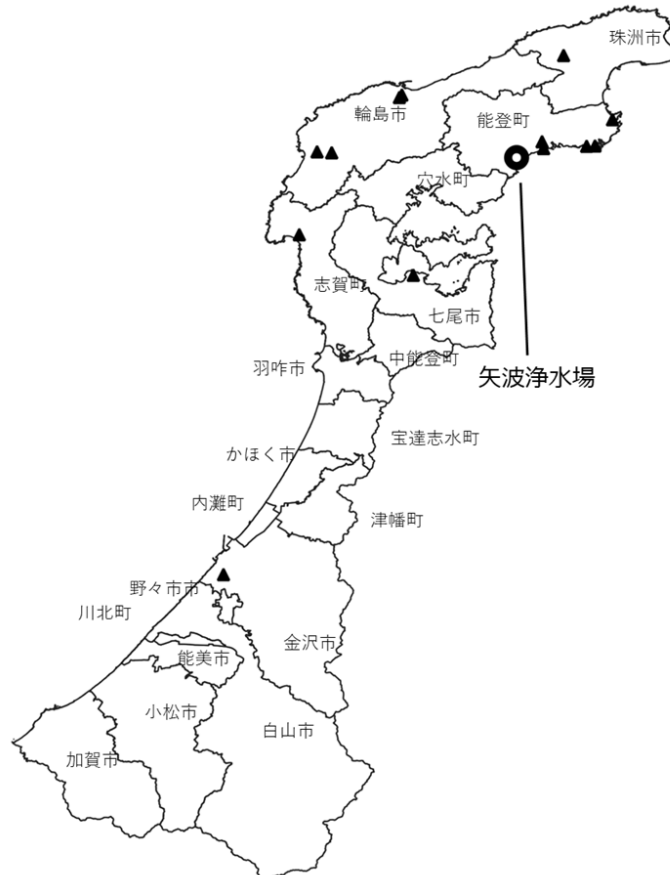 珠洲市
輪島市
能登町
穴水町
志賀町
七尾市
中能登町
羽咋市
矢波浄水場
宝達志水町
かほく市
内灘町
津幡町
野々市市
川北町
金沢市
能美市
小松市
白山市
加賀市